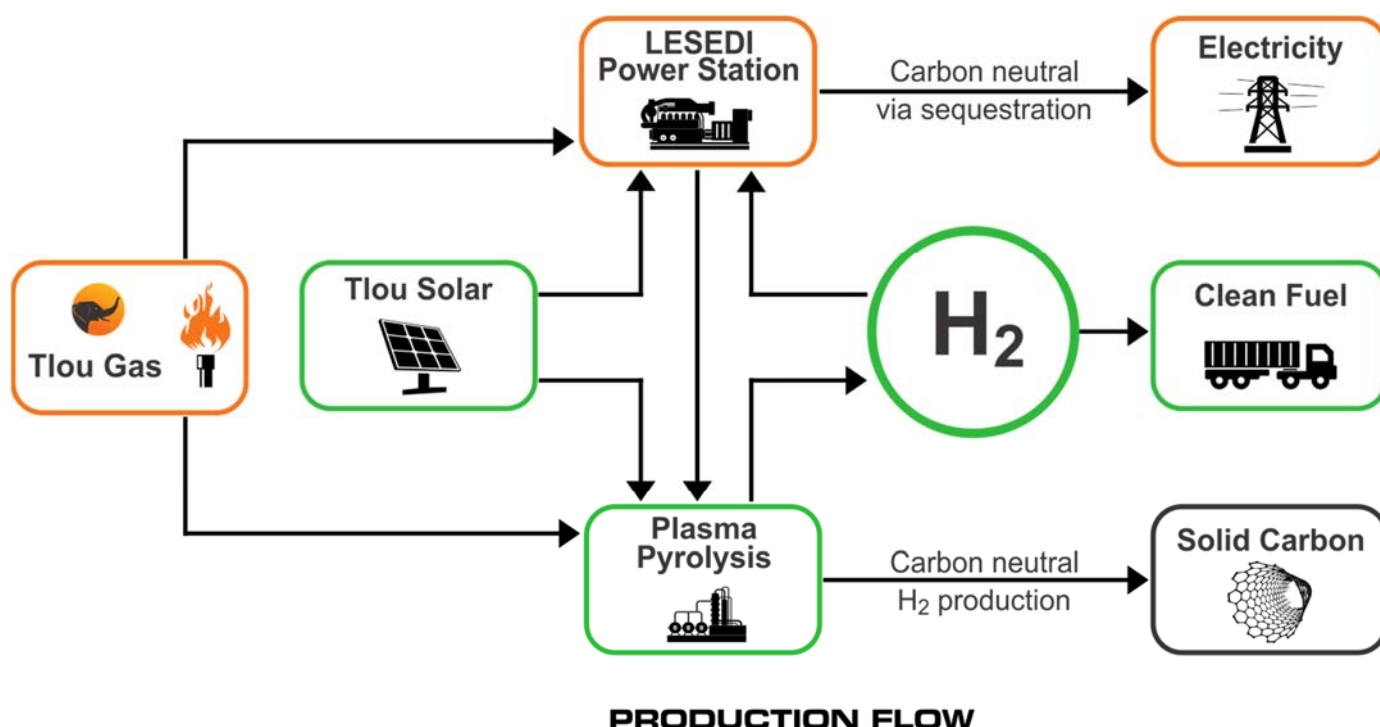 LESEDI
Power Station
Carbon neutral
via sequestration
Electricity
Tlou Gas
Tlou Solar
H₂
Clean Fuel
Plasma
Pyrolysis
Carbon neutral
H₂ production
Solid Carbon
PRODUCTION FLOW